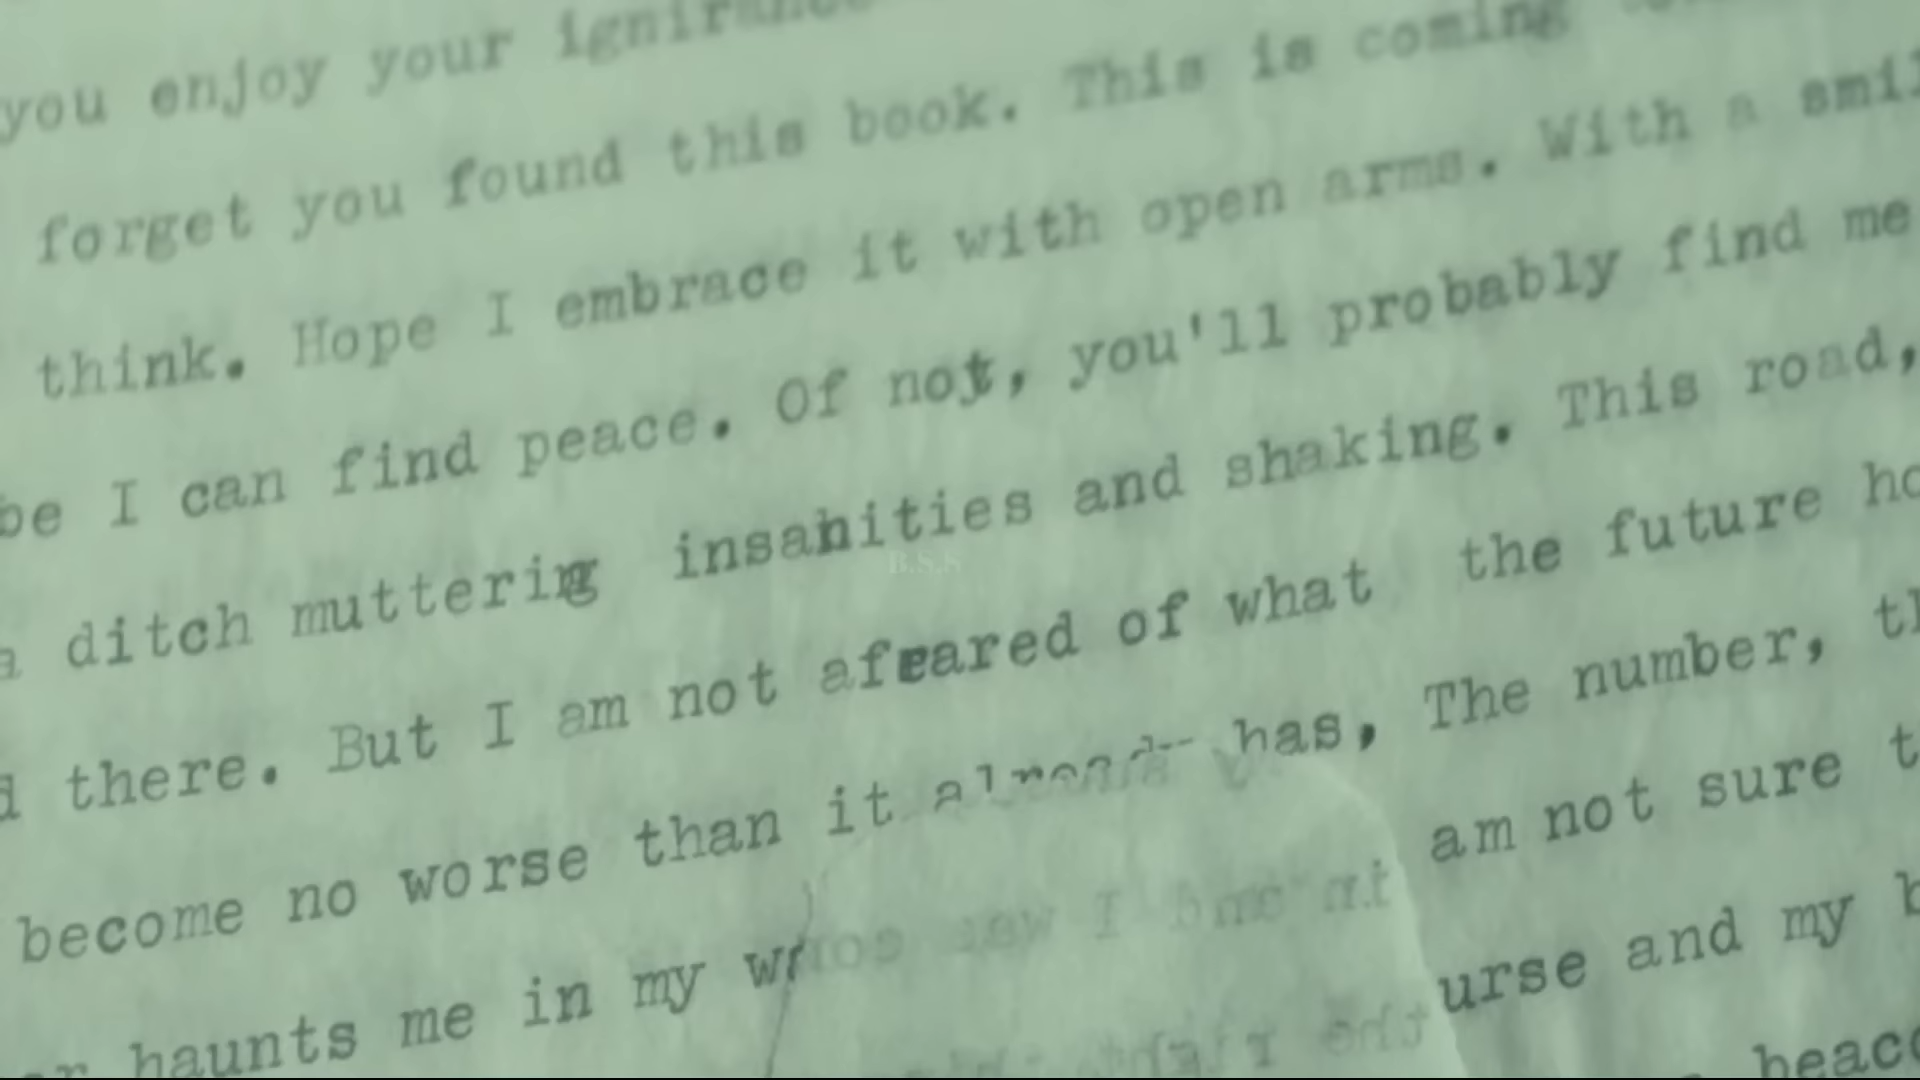 you enjoy your
forget you found this book. This is coming
think. Hope I embrace it with open arms. With a
be I can find peace. Of not, you'll probably find me
a ditch muttering insanities and shaking. This road,
there. But I am not afeared of what the future
become no worse than it already has, The number,
haunts me in my am not sure
urse and my
B.S.S